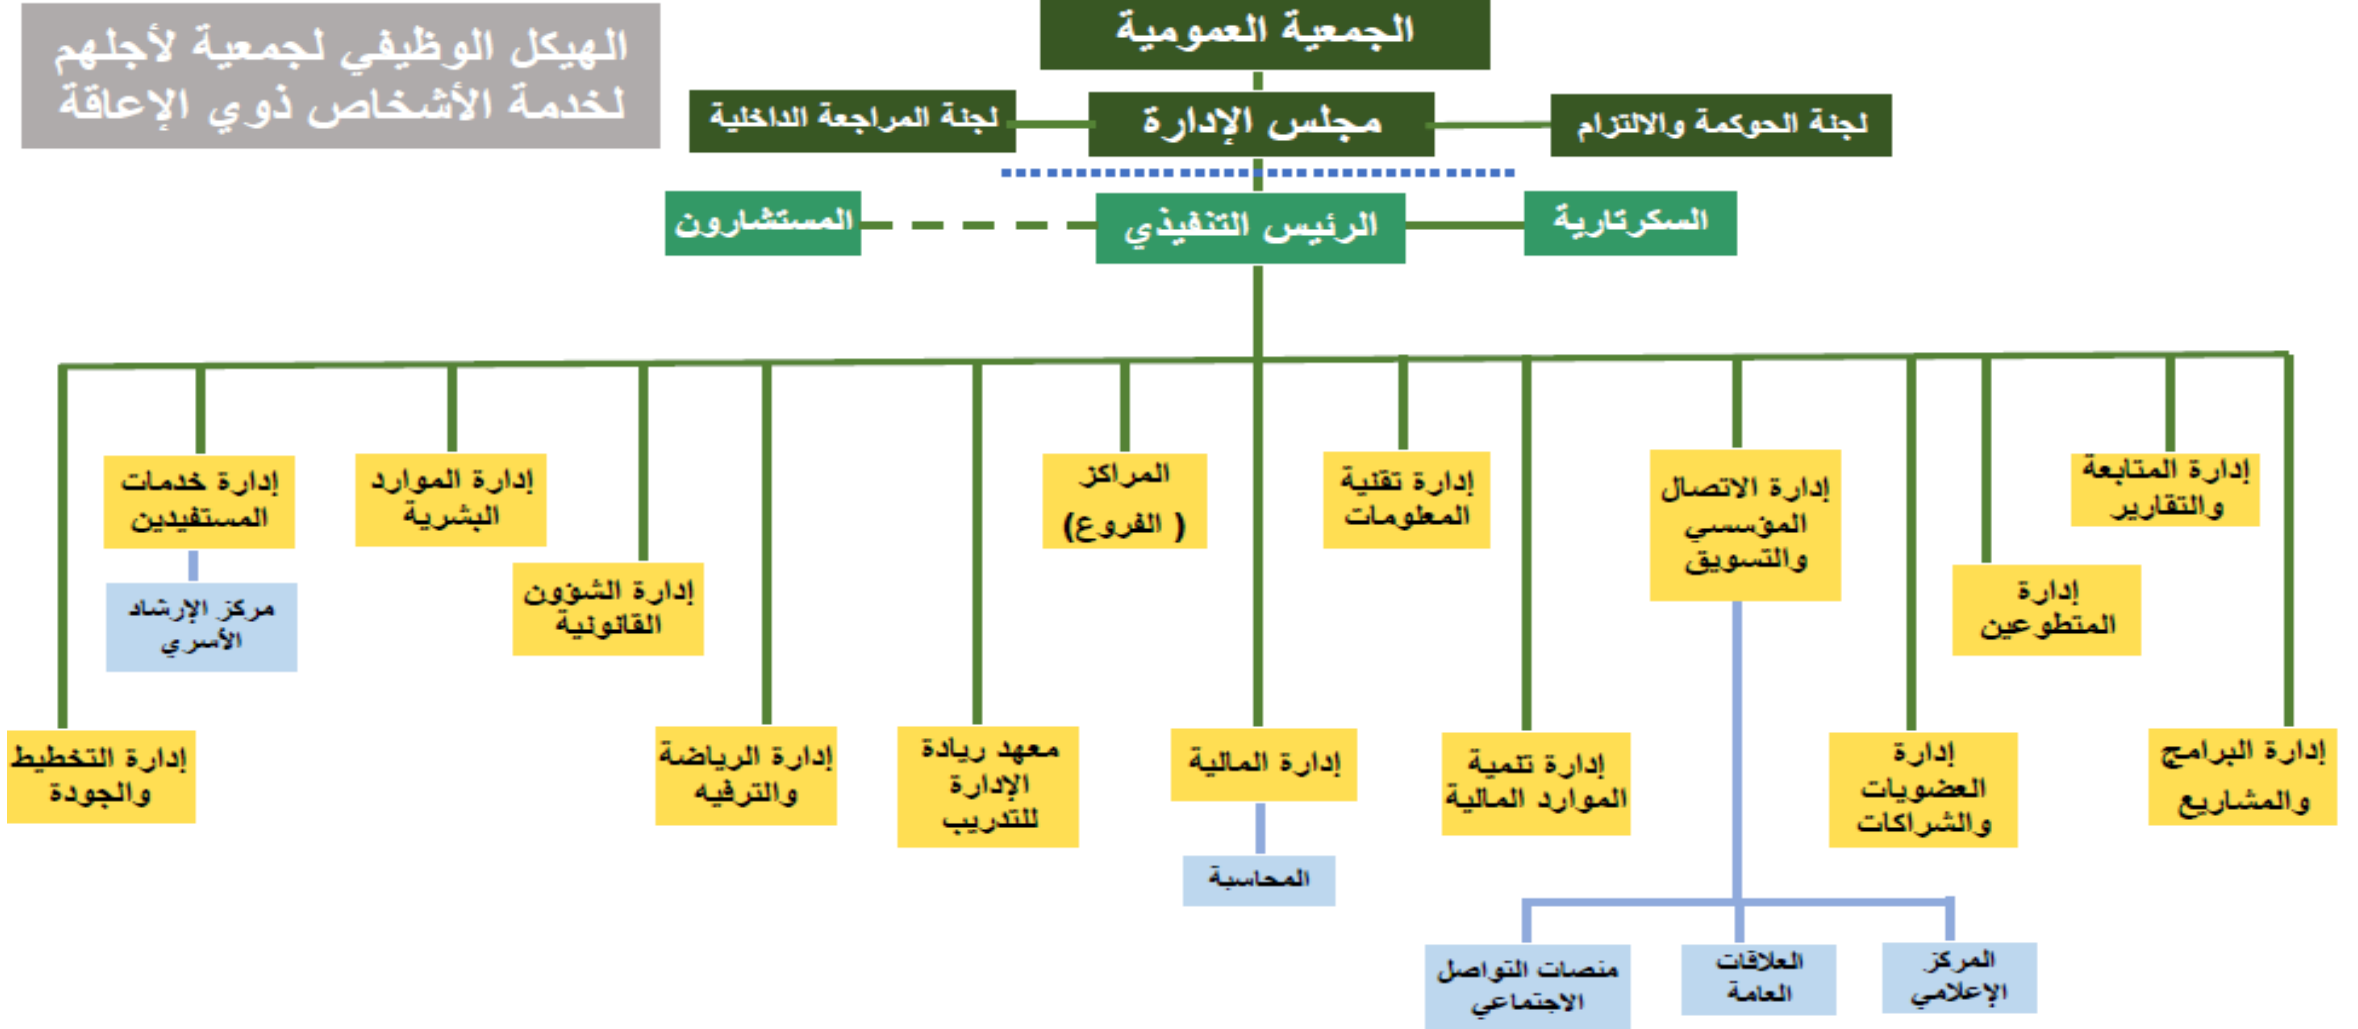 الهيكل الوظيفي لجمعية لأجلهم
لخدمة الأشخاص ذوي الإعاقة
الجمعية العمومية
لجنة الحوكمة والالتزام
مجلس الإدارة
لجنة المراجعة الداخلية
السكرتارية
الرئيس التنفيذي
المستشارون
إدارة المتابعة
والتقارير
إدارة الاتصال
المؤسسي
والتسويق
إدارة تقنية
المعلومات
المراكز
( الفروع)
إدارة الموارد
البشرية
إدارة خدمات
المستفيدين
إدارة
المتطوعين
إدارة الشؤون
القانونية
مركز الإرشاد
الأسري
إدارة البرامج
والمشاريع
إدارة
العضويات
والشراكات
إدارة تنمية
الموارد المالية
إدارة المالية
معهد ريادة
الإدارة
للتدريب
إدارة الرياضة
والترفيه
إدارة التخطيط
والجودة
المحاسبة
المركز
الإعلامي
العلاقات
العامة
منصات التواصل
الاجتماعي